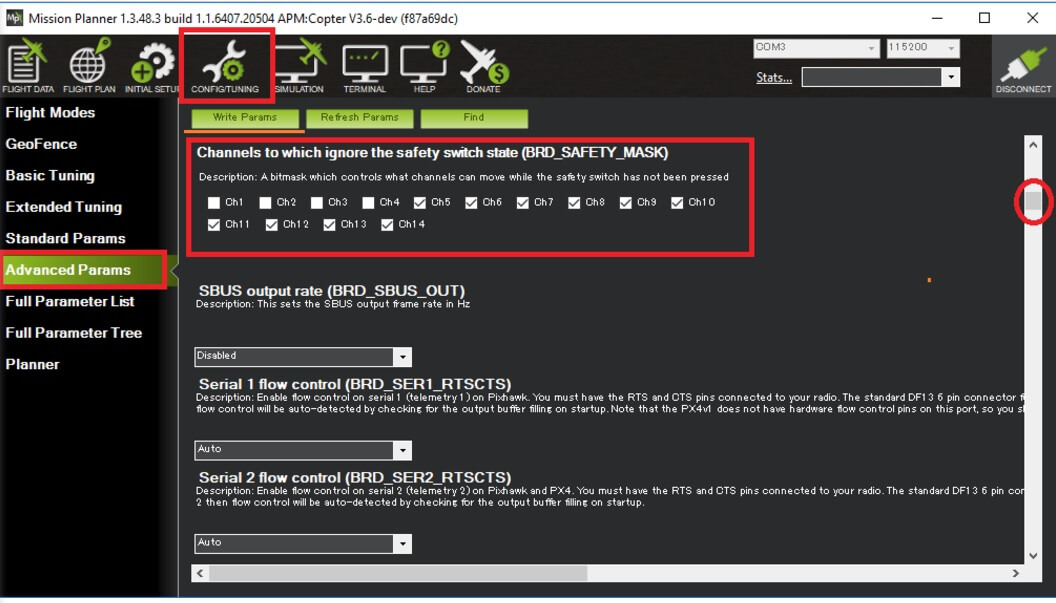 Mission Planner 1.3.48.3 build 1.1.6407.20504 APM:Copter V3.6-dev (f87a69dc)
COM3 115200
Stats...
FLIGHT DATA FLIGHT PLAN INITIAL SETU CONFIG/TUNING SIMULATION TERMINAL HELP DONATE DISCONNECT
Flight Modes
GeoFence
Basic Tuning
Extended Tuning
Standard Params
Advanced Params
Full Parameter List
Full Parameter Tree
Planner
Write Params Refresh Params Find
Channels to which ignore the safety switch state (BRD_SAFETY_MASK)
Description: A bitmask which controls what channels can move while the safety switch has not been pressed
Ch1 Ch2 Ch3 Ch4 Ch5 Ch6 Ch7 Ch8 Ch9 Ch10
Ch11 Ch12 Ch13 Ch14
SBUS output rate (BRD_SBUS_OUT)
Description: This sets the SBUS output frame rate in Hz
Disabled
Serial 1 flow control (BRD_SER1_RTSCTS)
Description: Enable flow control on serial 1 (telemetry 1) on Pixhawk. You must have the RTS and CTS pins connected to your radio. The standard DF13 6 pin connector f
flow control will be auto-detected by checking for the output buffer filling on startup. Note that the PX4v1 does not have hardware flow control pins on this port, so you s
Auto
Serial 2 flow control (BRD_SER2_RTSCTS)
Description: Enable flow control on serial 2 (telemetry 2) on Pixhawk and PX4. You must have the RTS and CTS pins connected to your radio. The standard DF13 6 pin cor
2 then flow control will be auto-detected by checking for the output buffer filling on startup.
Auto